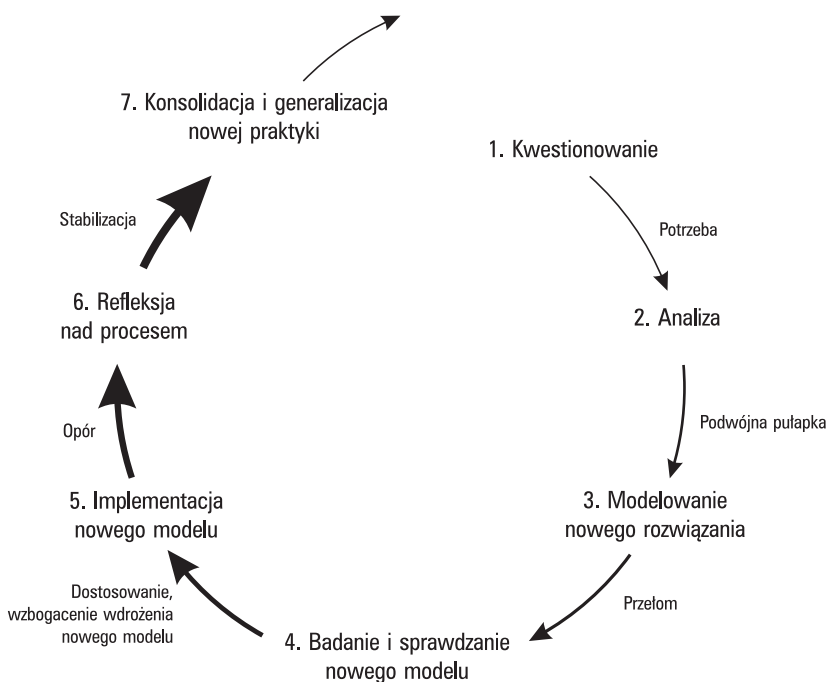 1. Kwestionowanie
Potrzeba
2. Analiza
Podwójna pułapka
3. Modelowanie
nowego rozwiązania
Przełom
4. Badanie i sprawdzanie
nowego modelu
Dostosowanie,
wzbogacenie wdrożenia
nowego modelu
5. Implementacja
nowego modelu
Opór
6. Refleksja
nad procesem
Stabilizacja
7. Konsolidacja i generalizacja
nowej praktyki